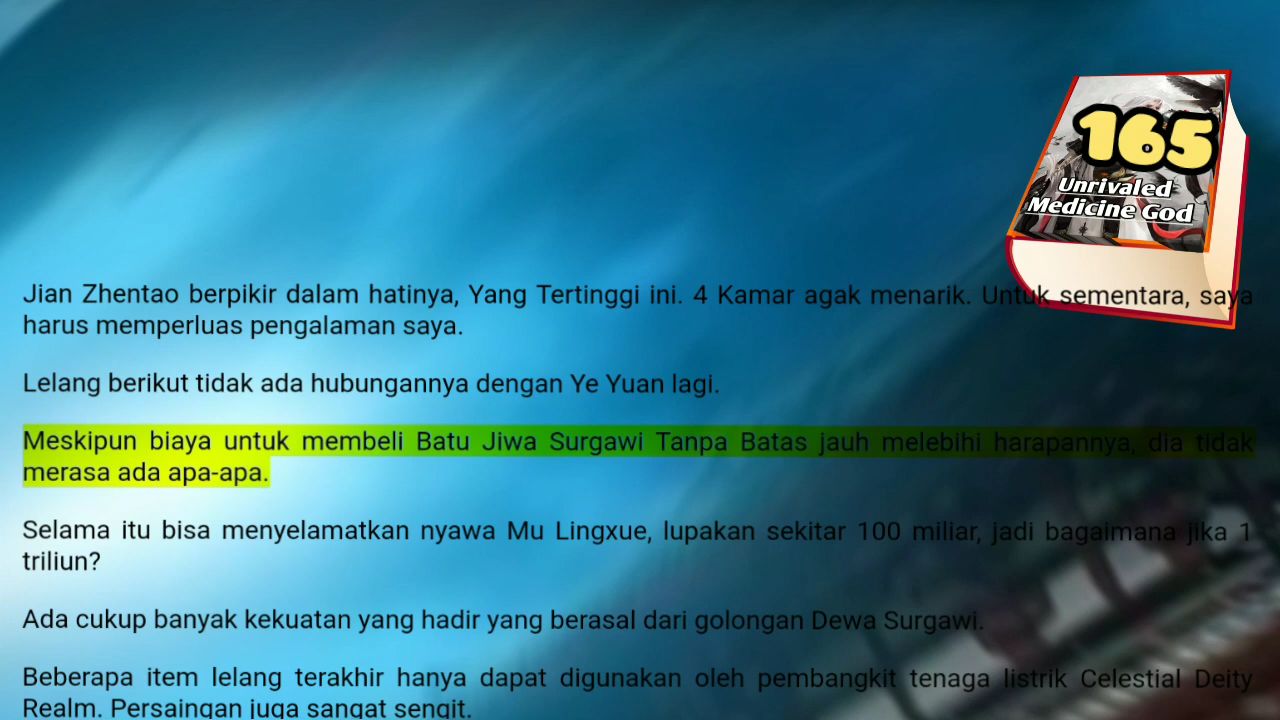 165
Unrivaled
Medicine God
Jian Zhentao berpikir dalam hatinya, Yang Tertinggi ini. 4 Kamar agak menarik. Untuk sementara, saya
harus memperluas pengalaman saya.
Lelang berikut tidak ada hubungannya dengan Ye Yuan lagi.
Meskipun biaya untuk membeli Batu Jiwa Surgawi Tanpa Batas jauh melebihi harapannya, dia tidak
merasa ada apa-apa.
Selama itu bisa menyelamatkan nyawa Mu Lingxue, lupakan sekitar 100 miliar, jadi bagaimana jika 1
triliun?
Ada cukup banyak kekuatan yang hadir yang berasal dari golongan Dewa Surgawi.
Beberapa item lelang terakhir hanya dapat digunakan oleh pembangkit tenaga listrik Celestial Deity
Realm. Persaingan juga sangat sengit.